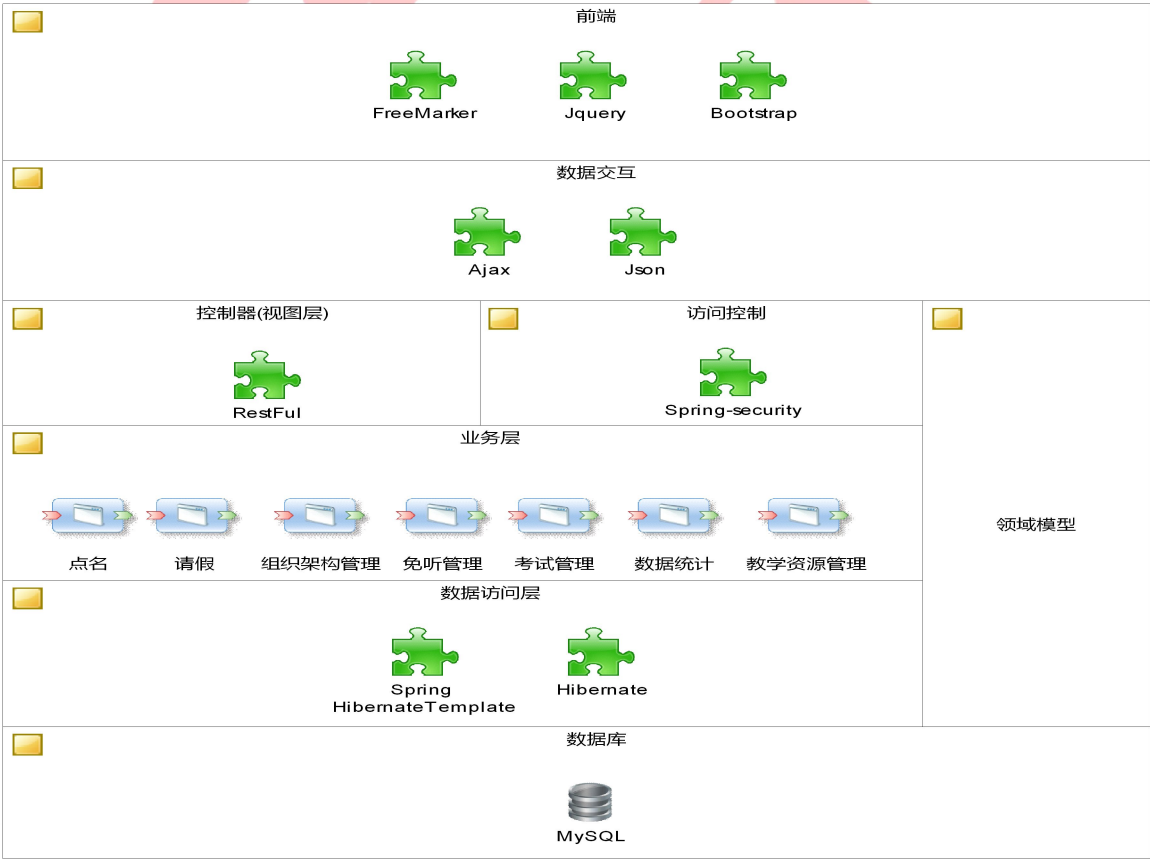 前端
FreeMarker
Jquery
Bootstrap
数据交互
Ajax
Json
控制器(视图层)
RestFul
访问控制
Spring-security
业务层
点名
请假
组织架构管理
免听管理
考试管理
数据统计
教学资源管理
领域模型
数据访问层
Spring
HibernateTemplate
Hibernate
数据库
MySQL